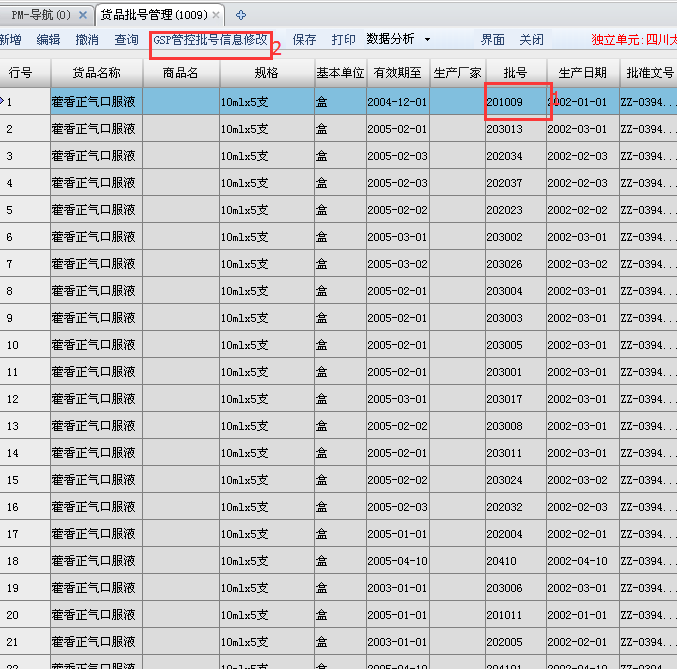 PM-导航(0) × 货品批号管理(1009) ×
新增 编辑 撤消 查询 GSP管控批号信息修改 2 保存 打印 数据分析 界面 关闭 独立单元:四川
行号 货品名称 商品名 规格 基本单位 有效期至 生产厂家 批号 生产日期 批准文号
1 藿香正气口服液 10mlx5支 盒 2004-12-01 201009 1 2002-01-01 ZZ-0394...
2 藿香正气口服液 10mlx5支 盒 2005-02-01 203013 2002-03-01 ZZ-0394...
3 藿香正气口服液 10mlx5支 盒 2005-02-03 202034 2002-02-03 ZZ-0394...
4 藿香正气口服液 10mlx5支 盒 2005-02-03 202037 2002-02-03 ZZ-0394...
5 藿香正气口服液 10mlx5支 盒 2005-02-02 202023 2002-02-02 ZZ-0394...
6 藿香正气口服液 10mlx5支 盒 2005-03-01 203002 2002-03-01 ZZ-0394...
7 藿香正气口服液 10mlx5支 盒 2005-03-02 203026 2002-03-02 ZZ-0394...
8 藿香正气口服液 10mlx5支 盒 2005-02-01 203004 2002-03-01 ZZ-0394...
9 藿香正气口服液 10mlx5支 盒 2005-02-01 203003 2002-03-01 ZZ-0394...
10 藿香正气口服液 10mlx5支 盒 2005-02-01 203005 2002-03-01 ZZ-0394...
11 藿香正气口服液 10mlx5支 盒 2005-02-01 203001 2002-03-01 ZZ-0394...
12 藿香正气口服液 10mlx5支 盒 2005-03-01 203017 2002-03-01 ZZ-0394...
13 藿香正气口服液 10mlx5支 盒 2005-02-02 203008 2002-03-01 ZZ-0394...
14 藿香正气口服液 10mlx5支 盒 2005-02-01 203011 2002-03-01 ZZ-0394...
15 藿香正气口服液 10mlx5支 盒 2005-02-02 203024 2002-03-02 ZZ-0394...
16 藿香正气口服液 10mlx5支 盒 2005-02-03 202032 2002-02-03 ZZ-0394...
17 藿香正气口服液 10mlx5支 盒 2005-01-01 202004 2002-02-01 ZZ-0394...
18 藿香正气口服液 10mlx5支 盒 2005-04-10 20410 2002-04-10 ZZ-0394...
19 藿香正气口服液 10mlx5支 盒 2003-01-01 203006 2002-03-01 ZZ-0394...
20 藿香正气口服液 10mlx5支 盒 2005-01-01 201011 2002-01-01 ZZ-0394...
21 藿香正气口服液 10mlx5支 盒 2003-01-01 202005 2002-02-01 ZZ-0394...
22 藿香正气口服液 10mlx5支 盒 2005-04-10 204101 2002-04-10 ZZ-0394...